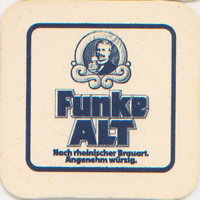 Funke
ALT
Nach rheinischer Brauart.
Angenehm würzig.